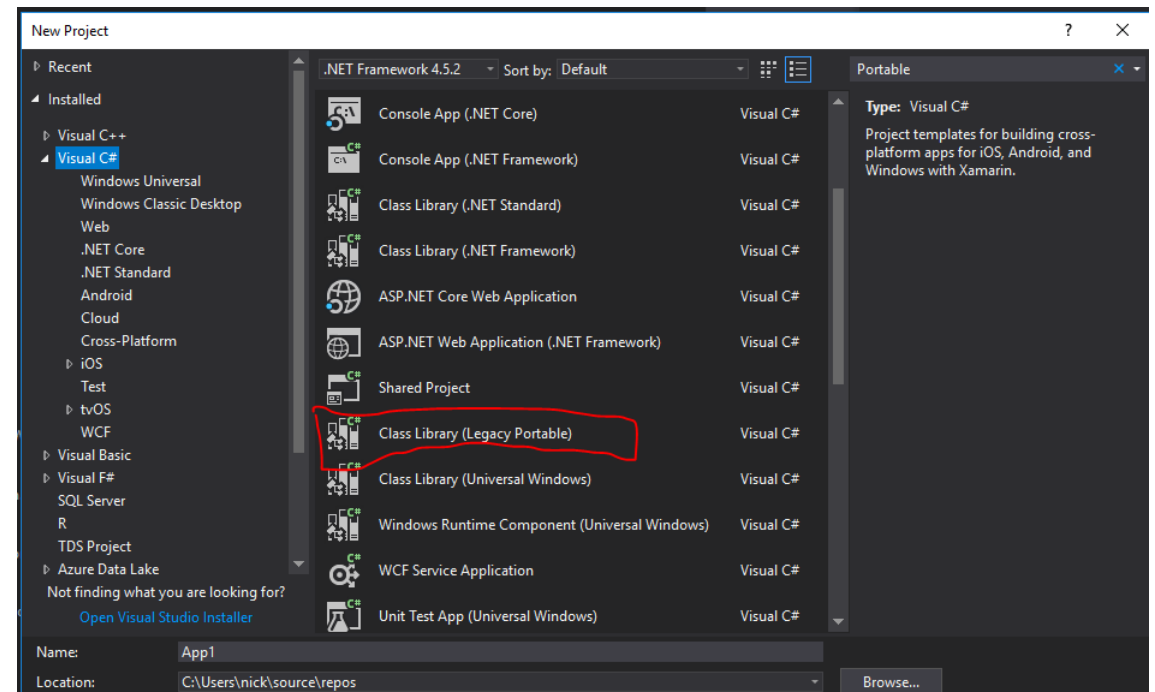 New Project
? ×
Recent
Installed
Visual C++
Visual C#
Windows Universal
Windows Classic Desktop
Web
.NET Core
.NET Standard
Android
Cloud
Cross-Platform
iOS
Test
tvOS
WCF
Visual Basic
Visual F#
SQL Server
R
TDS Project
Azure Data Lake
Not finding what you are looking for?
Open Visual Studio Installer
.NET Framework 4.5.2 Sort by: Default
Console App (.NET Core) Visual C#
Console App (.NET Framework) Visual C#
Class Library (.NET Standard) Visual C#
Class Library (.NET Framework) Visual C#
ASP.NET Core Web Application Visual C#
ASP.NET Web Application (.NET Framework) Visual C#
Shared Project Visual C#
Class Library (Legacy Portable) Visual C#
Class Library (Universal Windows) Visual C#
Windows Runtime Component (Universal Windows) Visual C#
WCF Service Application Visual C#
Unit Test App (Universal Windows) Visual C#
Portable
Type: Visual C#
Project templates for building cross-
platform apps for iOS, Android, and
Windows with Xamarin.
Name: App1
Location: C:\Users\nick\source\repos Browse...